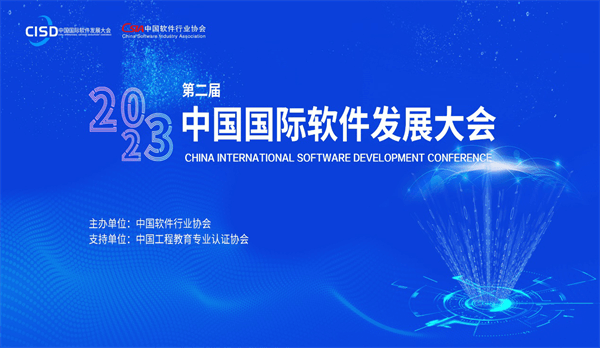 CISD 中国国际软件发展大会
中国软件行业协会
China Software Industry Association
2023
第二届
中国国际软件发展大会
CHINA INTERNATIONAL SOFTWARE DEVELOPMENT CONFERENCE
主办单位：中国软件行业协会
支持单位：中国工程教育专业认证协会